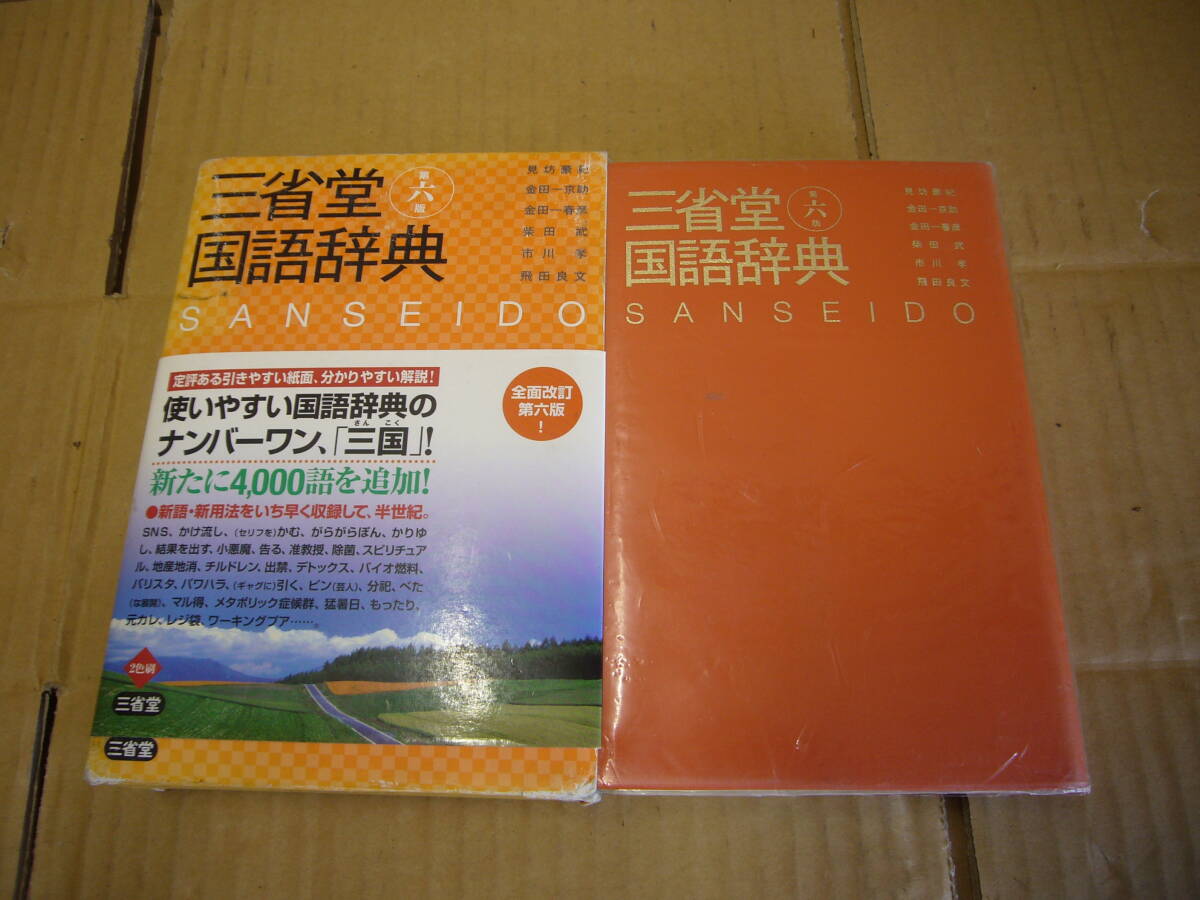 三省堂
国語辞典
第六版
見坊豪紀
金田一京助
金田一春彦
柴田武
市川孝
飛田良文
SANSEIDO
定評ある引きやすい紙面、分かりやすい解説!
使いやすい国語辞典の
さんこく
ナンバーワン、「三国」!
全面改訂
第六版
!
新たに4,000語を追加!
●新語・新用法をいち早く収録して、半世紀。
SNS、かけ流し、(セリフを)かむ、がらがらぽん、かりゆ
し、結果を出す、小悪魔、告る、准教授、除菌、スピリチュア
ル、地産地消、チルドレン、出禁、デトックス、バイオ燃料、
バリスタ、パワハラ、(ギャグに)引く、ピン(芸人)、分祀、べた
(な展開)、マル得、メタボリック症候群、猛暑日、もったり、
元カレ、レジ袋、ワーキングプア……。
2色刷
三省堂
三省堂
三省堂
国語辞典
第六版
見坊豪紀
金田一京助
金田一春彦
柴田武
市川孝
飛田良文
SANSEIDO